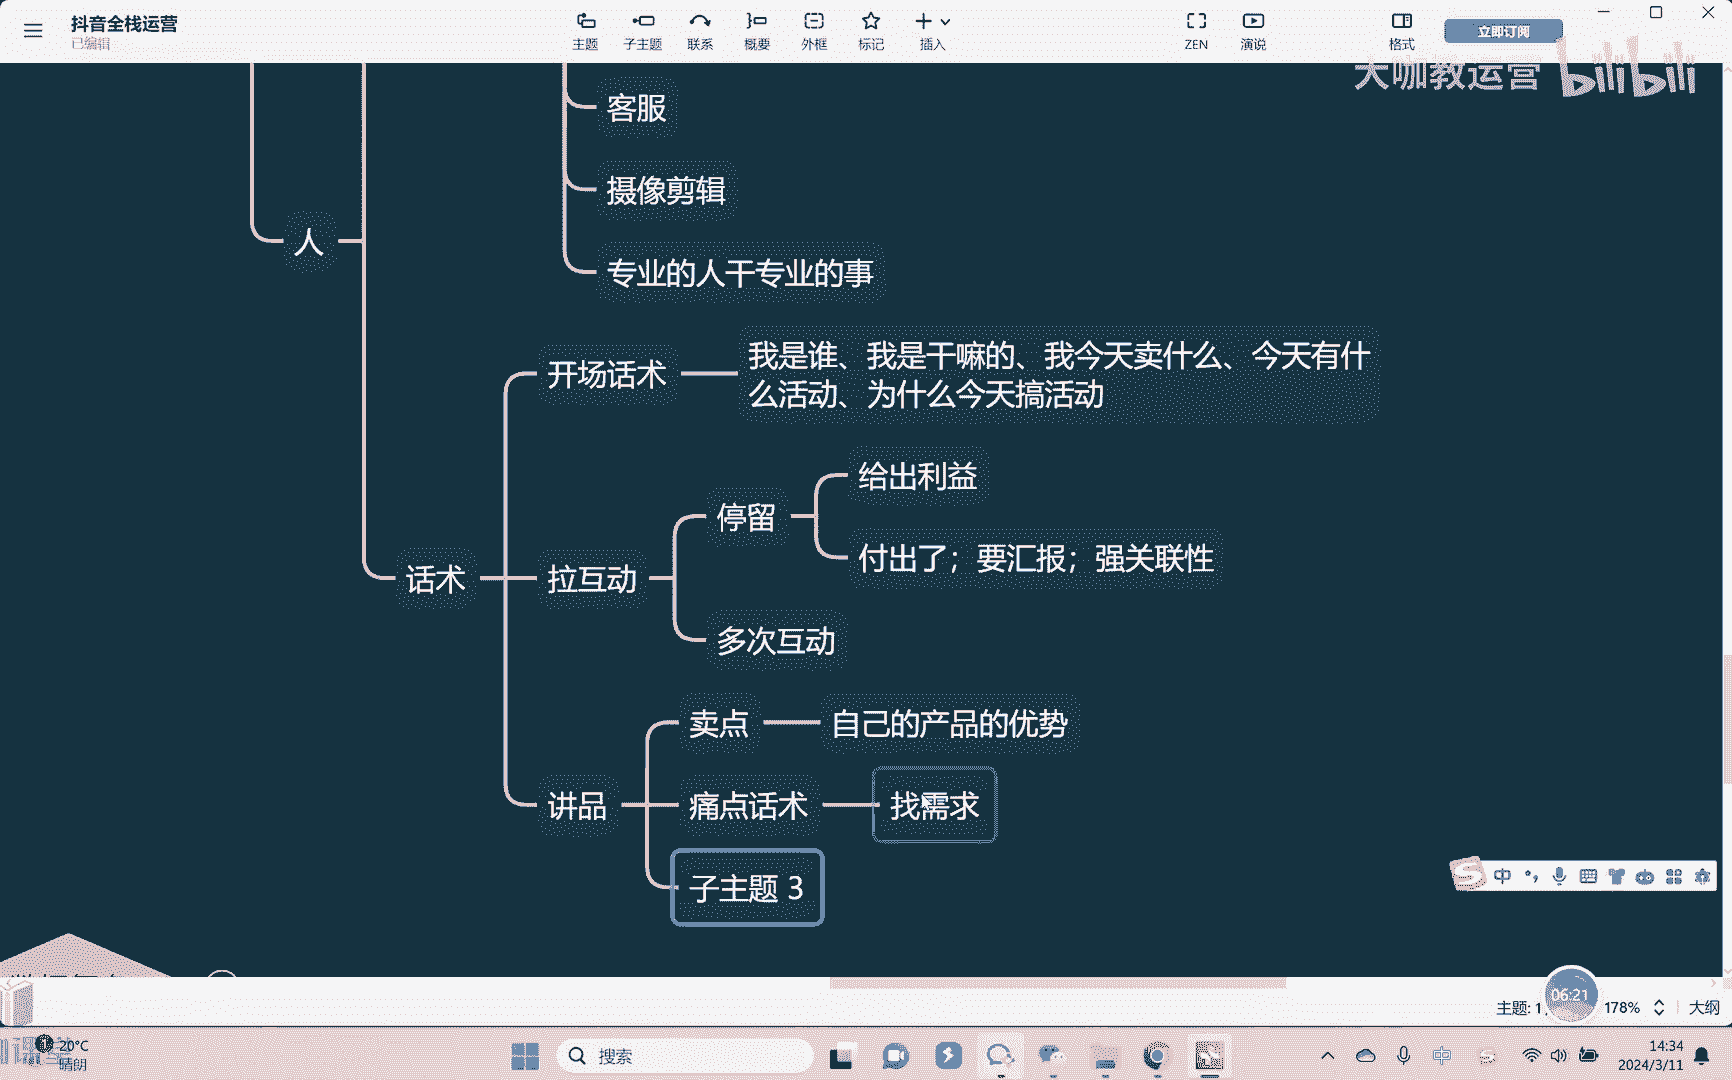 抖音全栈运营
已编辑
主题
子主题
联系
概要
外框
标记
插入
ZEN
演说
格式
立即订阅
大咖教运营 bilibili
客服
摄像剪辑
专业的人干专业的事
人
开场话术
我是谁、我是干嘛的、我今天卖什么、今天有什
么活动、为什么今天搞活动
给出利益
停留
付出了；要汇报；强关联性
话术
拉互动
多次互动
卖点
自己的产品的优势
讲品
痛点话术
找需求
子主题 3
中
06:21
主题: 1
178%
大纲
20°C
晴朗
搜索
中
14:34
2024/3/11